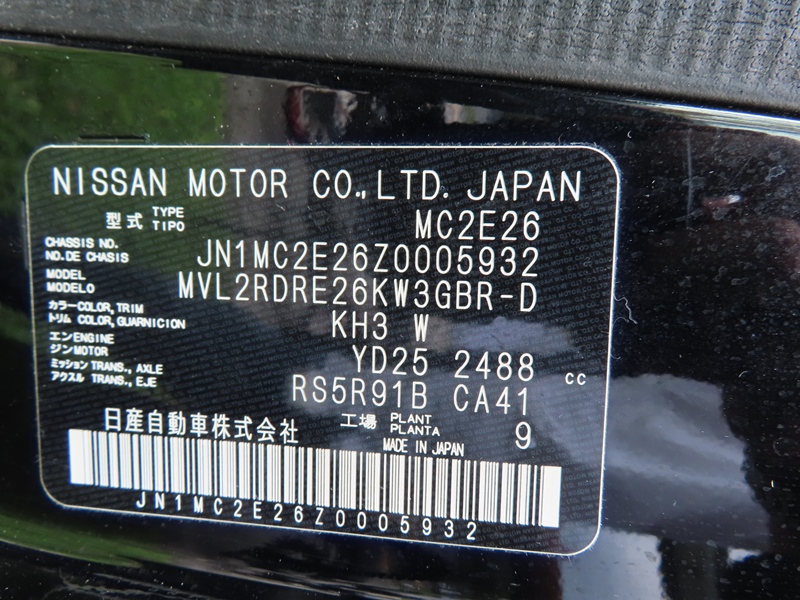 NISSAN MOTOR CO.,LTD. JAPAN
型式 TYPE TIPO MC2E26
CHASSIS NO. NO.DE CHASIS JN1MC2E26Z0005932
MODEL MODELO MVL2RDRE26KW3GBR-D
カラー COLOR, TRIM
トリム COLOR, GUARNICION KH3 W
エンジン ENGINE MOTOR YD25 2488 cc
ミッション TRANS., AXLE
アクスル TRANS., EJE RS5R91B CA41
日産自動車株式会社 工場 PLANT PLANTA 9
MADE IN JAPAN
JN1MC2E26Z0005932